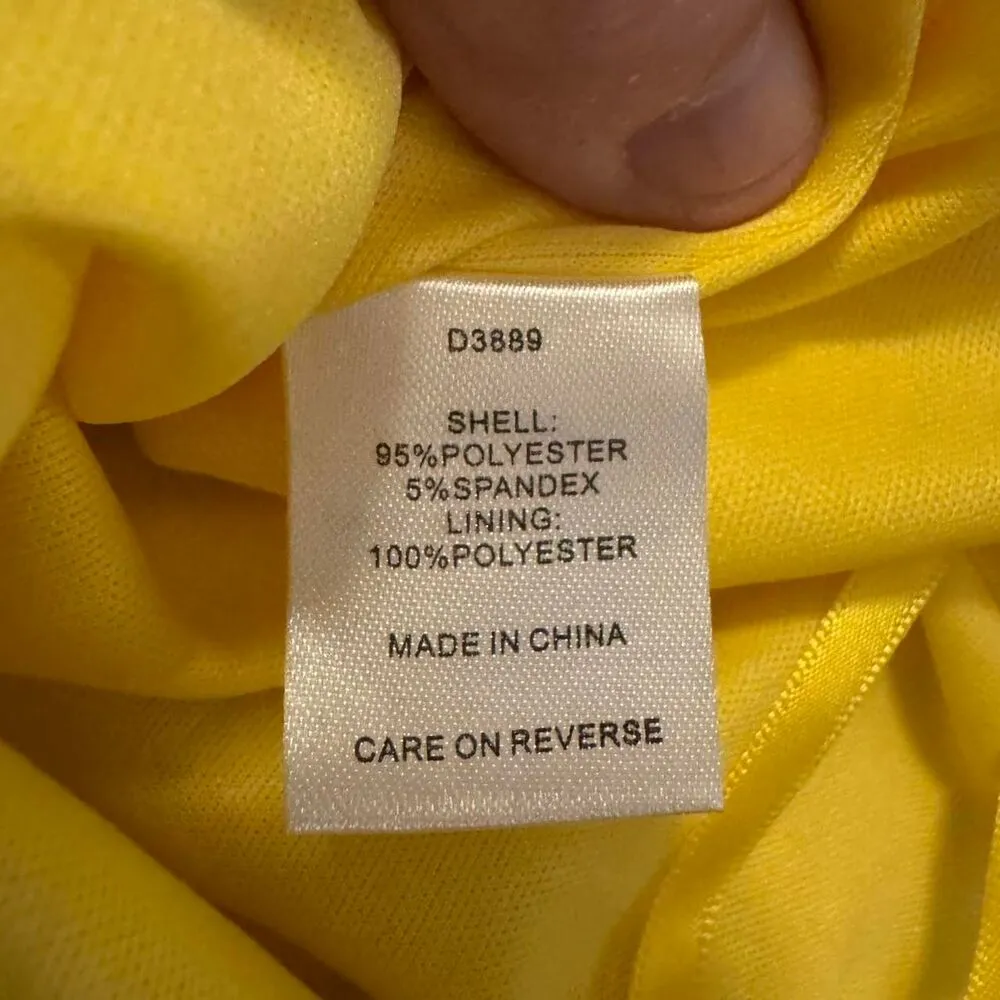 D3889
SHELL:
95%POLYESTER
5%SPANDEX
LINING:
100%POLYESTER
MADE IN CHINA
CARE ON REVERSE